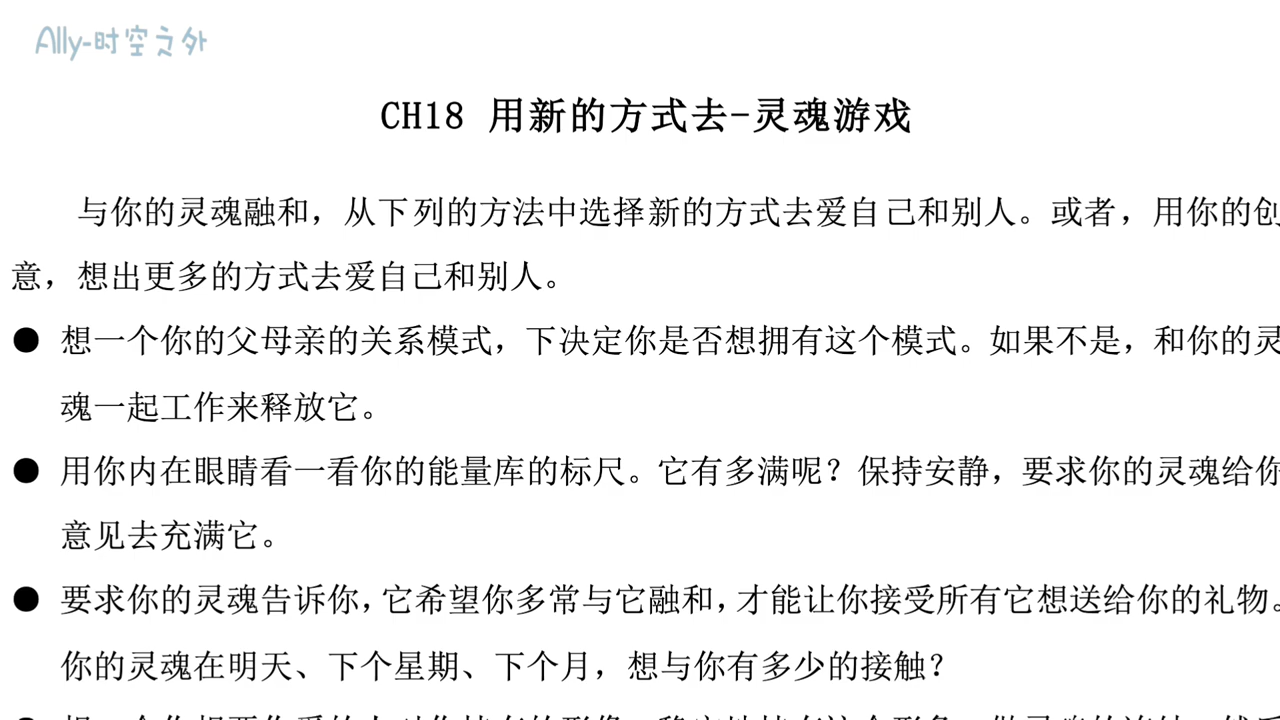 Ally-时空之外
CH18 用新的方式去-灵魂游戏
与你的灵魂融和，从下列的方法中选择新的方式去爱自己和别人。或者，用你的创
意，想出更多的方式去爱自己和别人。
● 想一个你的父母亲的关系模式，下决定你是否想拥有这个模式。如果不是，和你的灵
魂一起工作来释放它。
● 用你内在眼睛看一看你的能量库的标尺。它有多满呢？保持安静，要求你的灵魂给你
意见去充满它。
● 要求你的灵魂告诉你，它希望你多常与它融和，才能让你接受所有它想送给你的礼物。
你的灵魂在明天、下个星期、下个月，想与你有多少的接触？